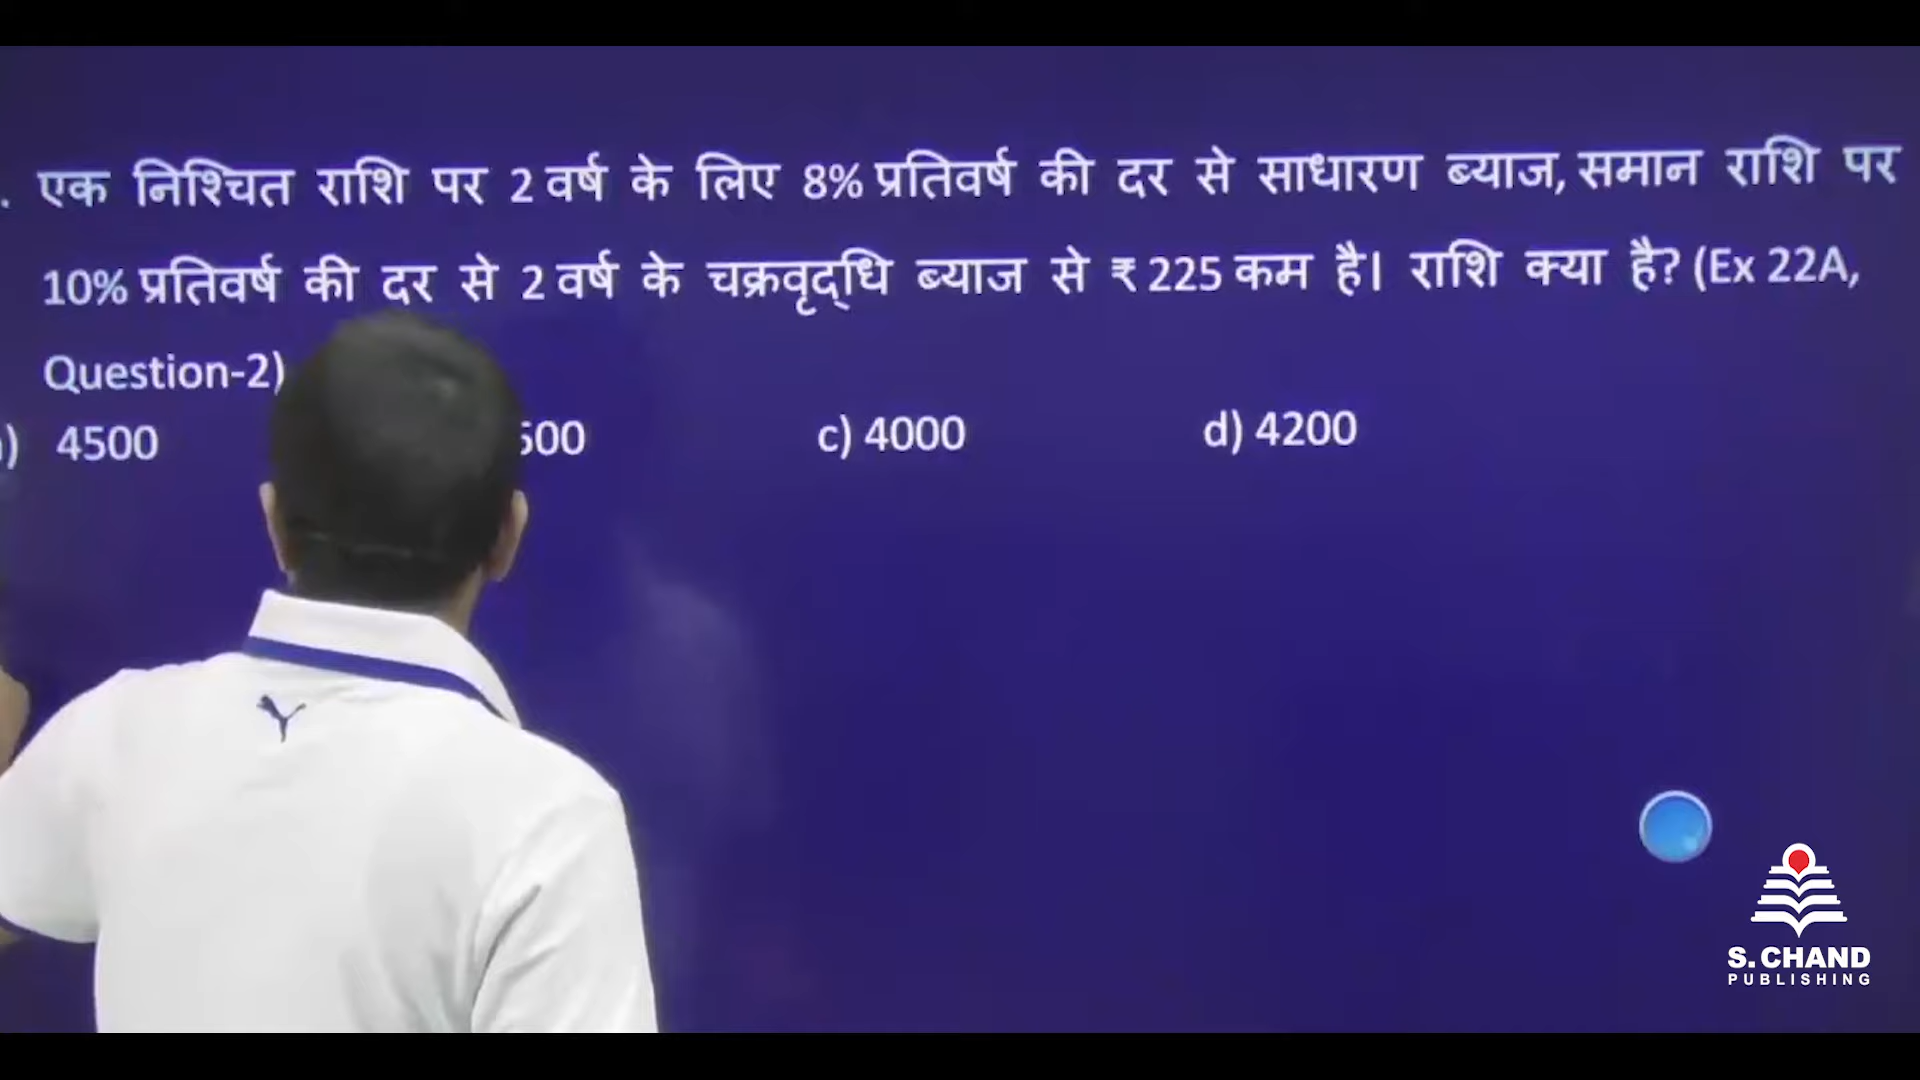 . एक निश्चित राशि पर 2 वर्ष के लिए 8% प्रतिवर्ष की दर से साधारण ब्याज, समान राशि पर
10% प्रतिवर्ष की दर से 2 वर्ष के चक्रवृद्धि ब्याज से ₹ 225 कम है। राशि क्या है? (Ex 22A,
Question-2)
) 4500 500 c) 4000 d) 4200
S. CHAND
PUBLISHING